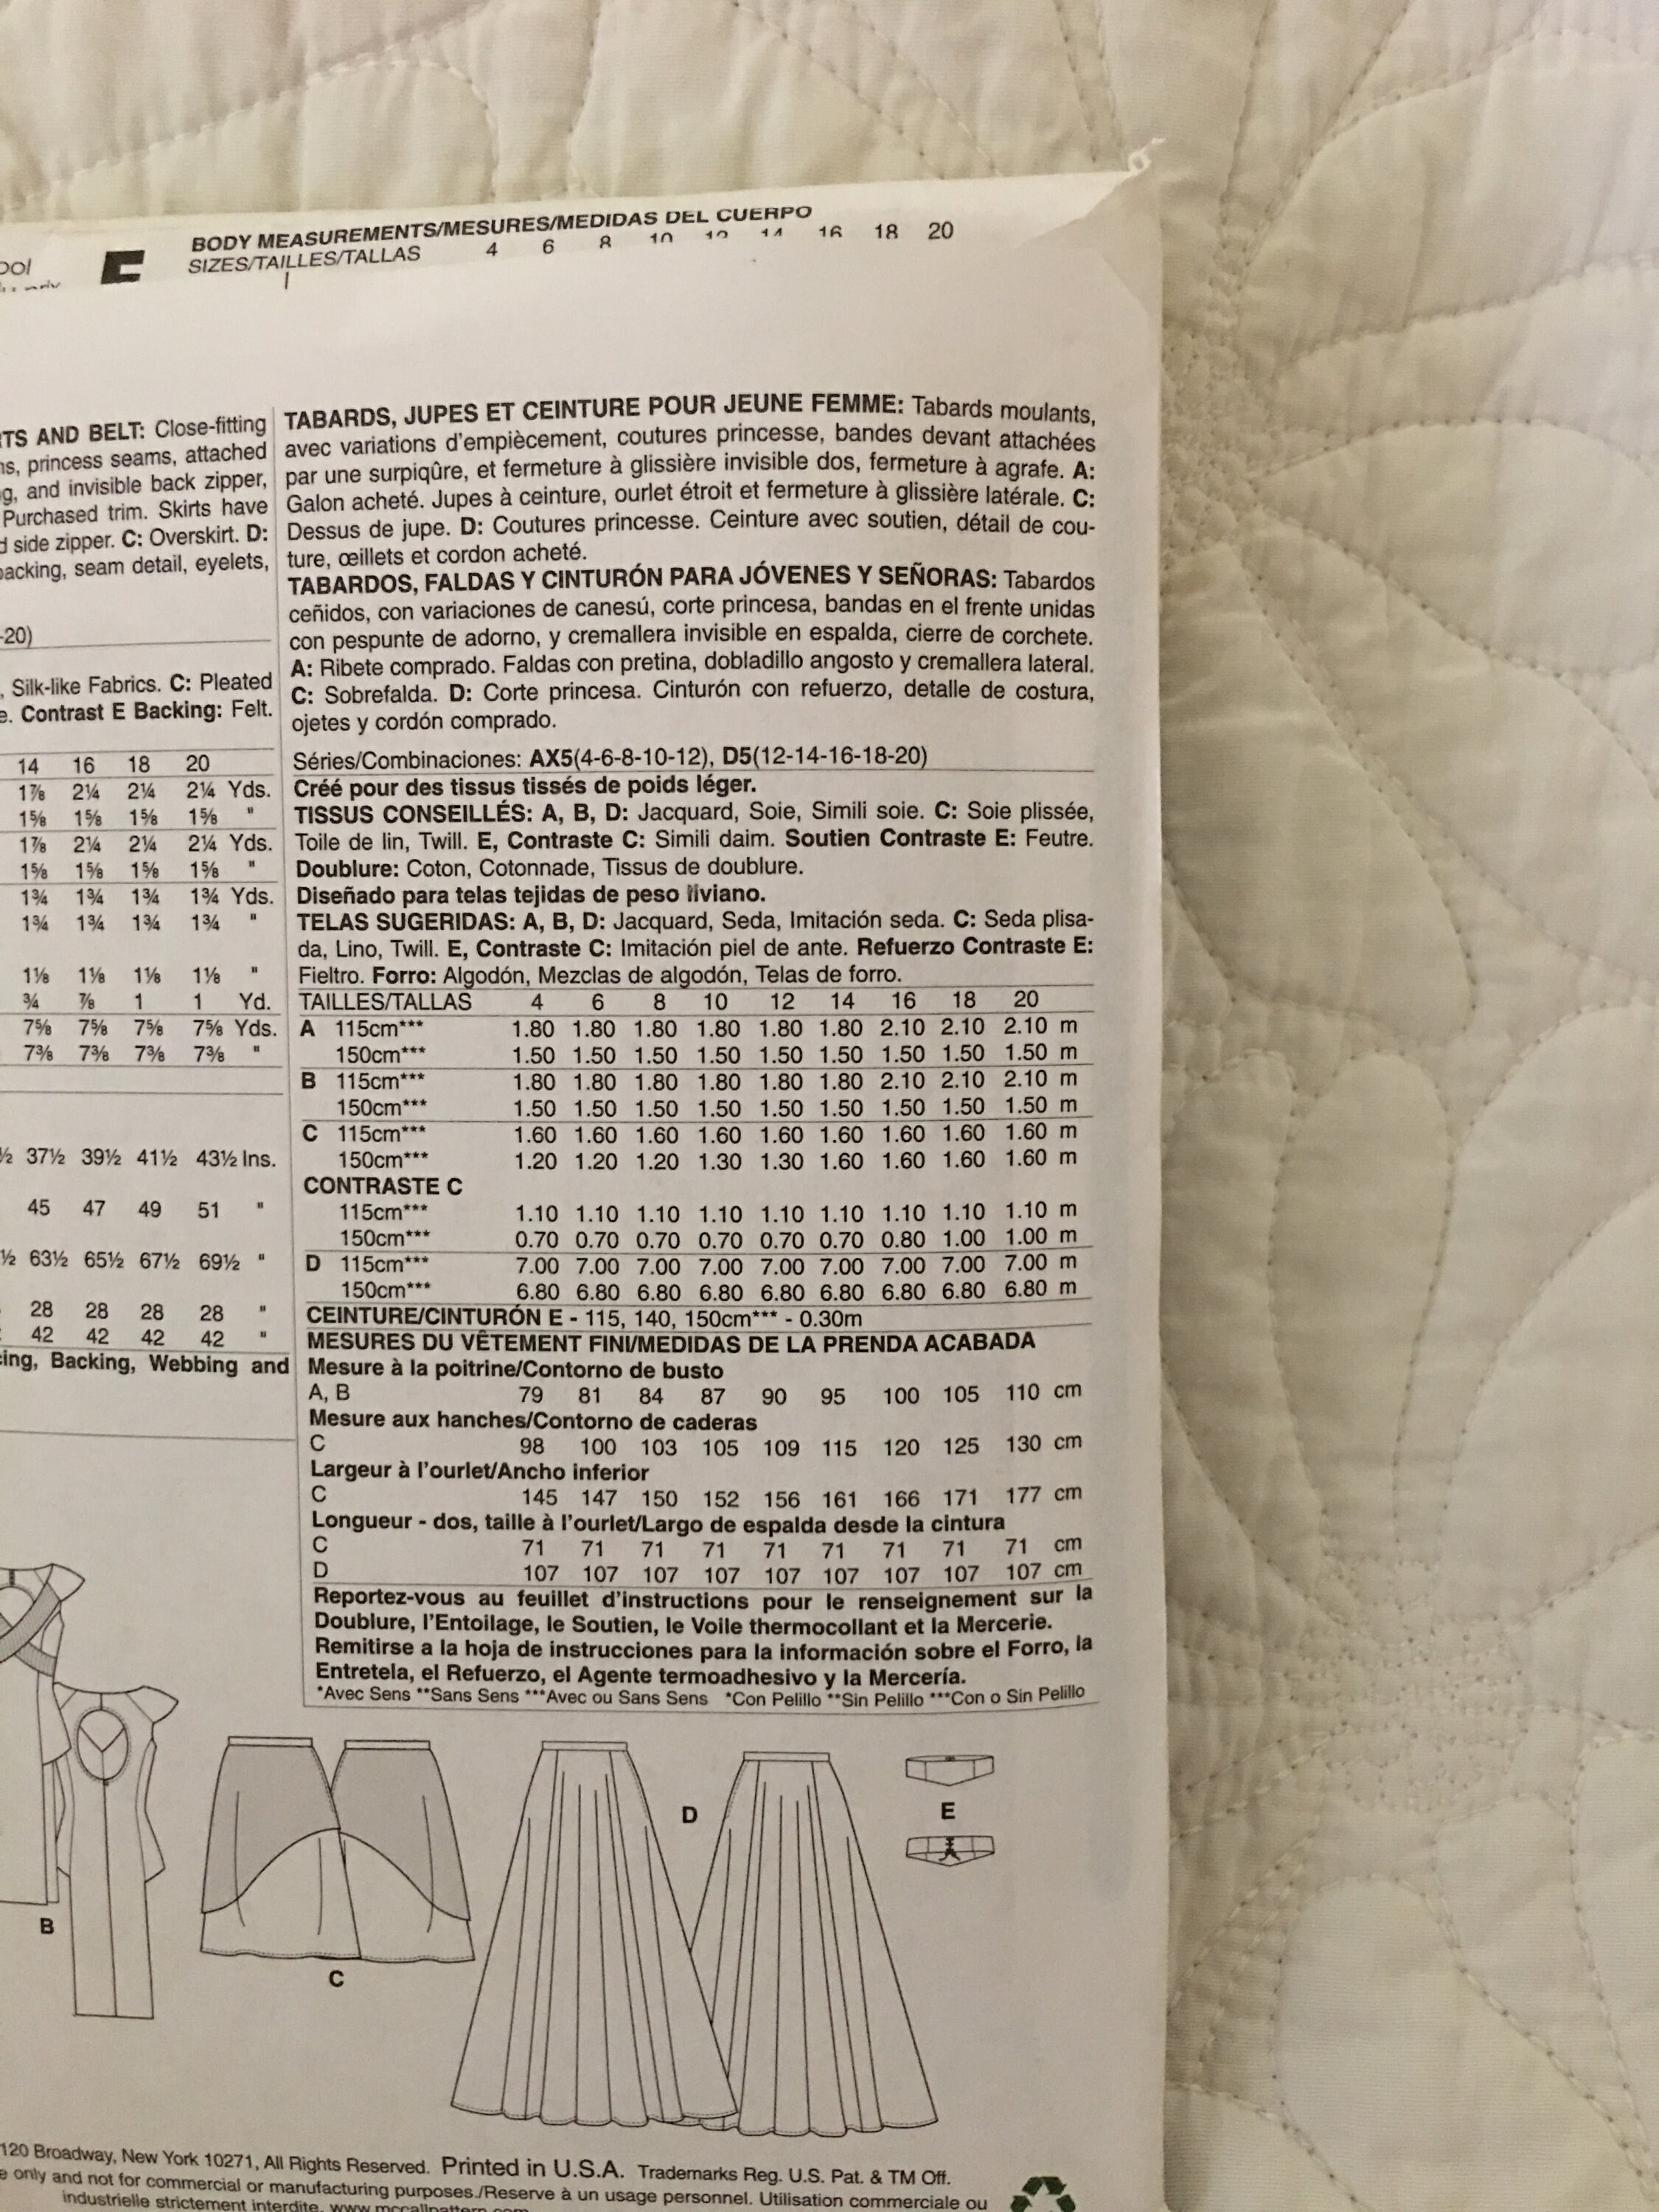 BODY MEASUREMENTS/MESURES/MEDIDAS DEL CUERPO
SIZES/TAILLES/TALLAS 4 6 8 10 12 14 16 18 20
TS AND BELT: Close-fitting
princess seams, attached
and invisible back zipper,
Purchased trim. Skirts have
side zipper. C: Overskirt. D:
backing, seam detail, eyelets,
-20)
, Silk-like Fabrics. C: Pleated
Contrast E Backing: Felt.
14 16 18 20
1⅞ 2¼ 2¼ 2¼ Yds.
1⅝ 1⅝ 1⅝ 1⅝ "
1⅞ 2¼ 2¼ 2¼ Yds.
1⅝ 1⅝ 1⅝ 1⅝ "
1¾ 1¾ 1¾ 1¾ Yds.
1¾ 1¾ 1¾ 1¾ "
1⅛ 1⅛ 1⅛ 1⅛ "
¾ ⅞ 1 1 Yd.
7⅝ 7⅝ 7⅝ 7⅝ Yds.
7⅜ 7⅜ 7⅜ 7⅜ "
½ 37½ 39½ 41½ 43½ Ins.
45 47 49 51 "
½ 63½ 65½ 67½ 69½ "
28 28 28 28 "
42 42 42 42 "
cing, Backing, Webbing and
TABARDS, JUPES ET CEINTURE POUR JEUNE FEMME: Tabards moulants,
avec variations d'empiècement, coutures princesse, bandes devant attachées
par une surpiqûre, et fermeture à glissière invisible dos, fermeture à agrafe. A:
Galon acheté. Jupes à ceinture, ourlet étroit et fermeture à glissière latérale. C:
Dessus de jupe. D: Coutures princesse. Ceinture avec soutien, détail de cou-
ture, œillets et cordon acheté.
TABARDOS, FALDAS Y CINTURÓN PARA JÓVENES Y SEÑORAS: Tabardos
ceñidos, con variaciones de canesú, corte princesa, bandas en el frente unidas
con pespunte de adorno, y cremallera invisible en espalda, cierre de corchete.
A: Ribete comprado. Faldas con pretina, dobladillo angosto y cremallera lateral.
C: Sobrefalda. D: Corte princesa. Cinturón con refuerzo, detalle de costura,
ojetes y cordón comprado.
Séries/Combinaciones: AX5(4-6-8-10-12), D5(12-14-16-18-20)
Créé pour des tissus tissés de poids léger.
TISSUS CONSEILLÉS: A, B, D: Jacquard, Soie, Simili soie. C: Soie plissée,
Toile de lin, Twill. E, Contraste C: Simili daim. Soutien Contraste E: Feutre.
Doublure: Coton, Cotonnade, Tissus de doublure.
Diseñado para telas tejidas de peso liviano.
TELAS SUGERIDAS: A, B, D: Jacquard, Seda, Imitación seda. C: Seda plisa-
da, Lino, Twill. E, Contraste C: Imitación piel de ante. Refuerzo Contraste E:
Fieltro. Forro: Algodón, Mezclas de algodón, Telas de forro.
TAILLES/TALLAS 4 6 8 10 12 14 16 18 20
A 115cm*** 1.80 1.80 1.80 1.80 1.80 1.80 2.10 2.10 2.10 m
150cm*** 1.50 1.50 1.50 1.50 1.50 1.50 1.50 1.50 1.50 m
B 115cm*** 1.80 1.80 1.80 1.80 1.80 1.80 2.10 2.10 2.10 m
150cm*** 1.50 1.50 1.50 1.50 1.50 1.50 1.50 1.50 1.50 m
C 115cm*** 1.60 1.60 1.60 1.60 1.60 1.60 1.60 1.60 1.60 m
150cm*** 1.20 1.20 1.20 1.30 1.30 1.60 1.60 1.60 1.60 m
CONTRASTE C
115cm*** 1.10 1.10 1.10 1.10 1.10 1.10 1.10 1.10 1.10 m
150cm*** 0.70 0.70 0.70 0.70 0.70 0.70 0.80 1.00 1.00 m
D 115cm*** 7.00 7.00 7.00 7.00 7.00 7.00 7.00 7.00 7.00 m
150cm*** 6.80 6.80 6.80 6.80 6.80 6.80 6.80 6.80 6.80 m
CEINTURE/CINTURÓN E - 115, 140, 150cm*** - 0.30m
MESURES DU VÊTEMENT FINI/MEDIDAS DE LA PRENDA ACABADA
Mesure à la poitrine/Contorno de busto
A, B 79 81 84 87 90 95 100 105 110 cm
Mesure aux hanches/Contorno de caderas
C 98 100 103 105 109 115 120 125 130 cm
Largeur à l'ourlet/Ancho inferior
C 145 147 150 152 156 161 166 171 177 cm
Longueur - dos, taille à l'ourlet/Largo de espalda desde la cintura
C 71 71 71 71 71 71 71 71 71 cm
D 107 107 107 107 107 107 107 107 107 cm
Reportez-vous au feuillet d'instructions pour le renseignement sur la
Doublure, l'Entoilage, le Soutien, le Voile thermocollant et la Mercerie.
Remitirse a la hoja de instrucciones para la información sobre el Forro, la
Entretela, el Refuerzo, el Agente termoadhesivo y la Mercería.
*Avec Sens **Sans Sens ***Avec ou Sans Sens *Con Pelillo **Sin Pelillo ***Con o Sin Pelillo
B
C
D
E
120 Broadway, New York 10271, All Rights Reserved. Printed in U.S.A. Trademarks Reg. U.S. Pat. & TM Off.
only and not for commercial or manufacturing purposes./Reserve à un usage personnel. Utilisation commerciale ou
industrielle strictement interdite. www.mccallpattern.com